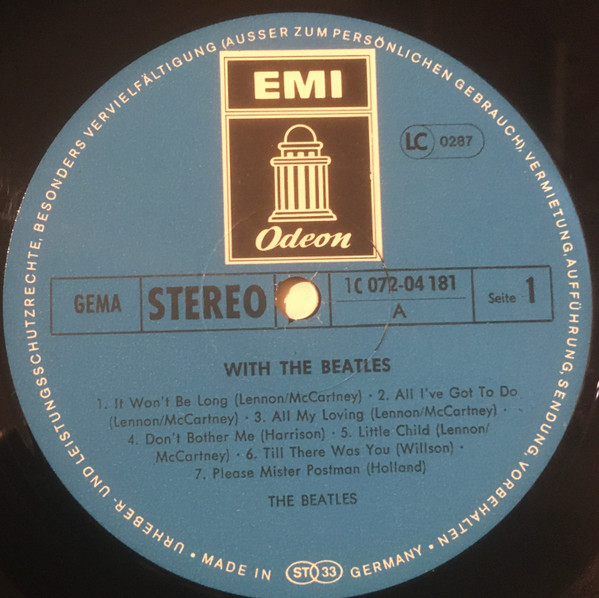 URHEBER- UND LEISTUNGSSCHUTZRECHTE, BESONDERS VERVIELFÄLTIGUNG (AUSSER ZUM PERSÖNLICHEN GEBRAUCH), VERMIETUNG, AUFFÜHRUNG, SENDUNG, VORBEHALTEN •
EMI
Odeon
LC 0287
GEMA
STEREO
1C 072-04 181
A
Seite 1
WITH THE BEATLES
1. It Won't Be Long (Lennon/McCartney) · 2. All I've Got To Do
(Lennon/McCartney) · 3. All My Loving (Lennon/McCartney) ·
4. Don't Bother Me (Harrison) · 5. Little Child (Lennon/
McCartney) · 6. Till There Was You (Willson) ·
7. Please Mister Postman (Holland)
THE BEATLES
• MADE IN ST 33 GERMANY •